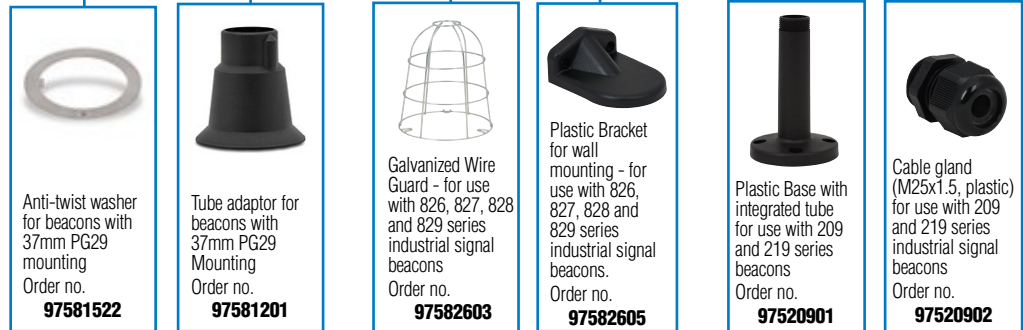 Anti-twist washer
for beacons with
37mm PG29
mounting
Order no.
97581522
Tube adaptor for
beacons with
37mm PG29
Mounting
Order no.
97581201
Galvanized Wire
Guard - for use
with 826, 827, 828
and 829 series
industrial signal
beacons
Order no.
97582603
Plastic Bracket
for wall
mounting - for
use with 826,
827, 828 and
829 series
industrial signal
beacons.
Order no.
97582605
Plastic Base with
integrated tube
for use with 209
and 219 series
beacons
Order no.
97520901
Cable gland
(M25x1.5, plastic)
for use with 209
and 219 series
industrial signal
beacons
Order no.
97520902